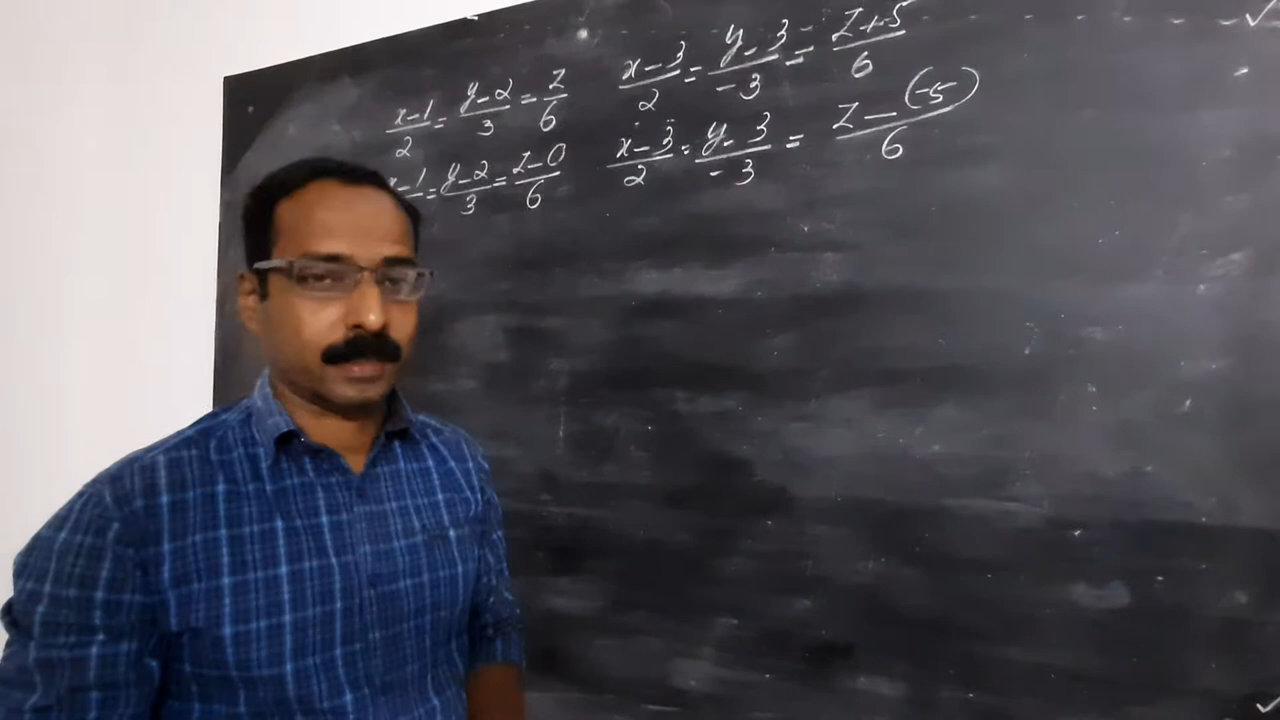 x-1/2 = y-2/3 = z/6
x-3/2 = y-3/-3 = z+5/6
x-1 = y-2/3 = z-0/6
x-3/2 = y-3/-3 = z-(-5)/6